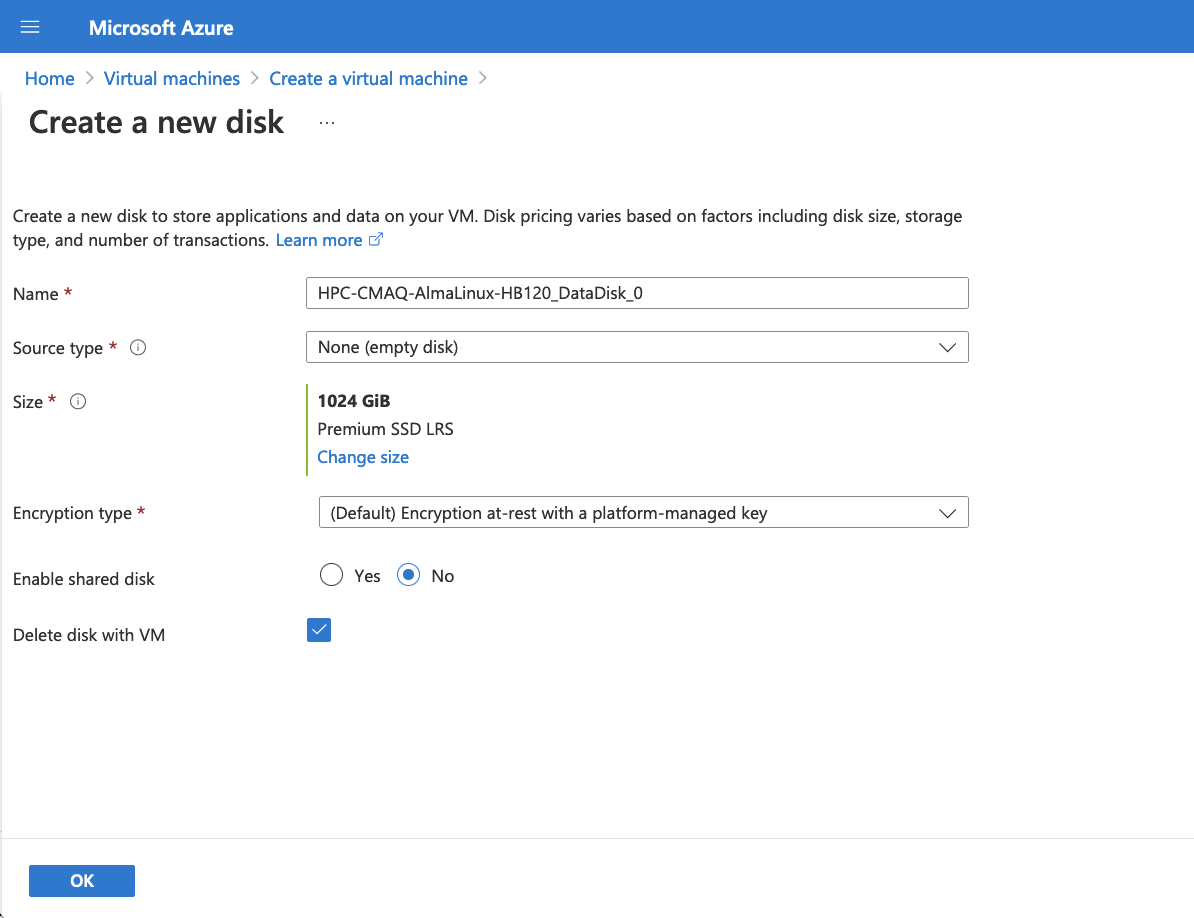 Microsoft Azure
Home > Virtual machines > Create a virtual machine >
Create a new disk ...
Create a new disk to store applications and data on your VM. Disk pricing varies based on factors including disk size, storage
type, and number of transactions. Learn more
Name *
HPC-CMAQ-AlmaLinux-HB120_DataDisk_0
Source type *
None (empty disk)
Size *
1024 GiB
Premium SSD LRS
Change size
Encryption type *
(Default) Encryption at-rest with a platform-managed key
Enable shared disk
Yes
No
Delete disk with VM
OK